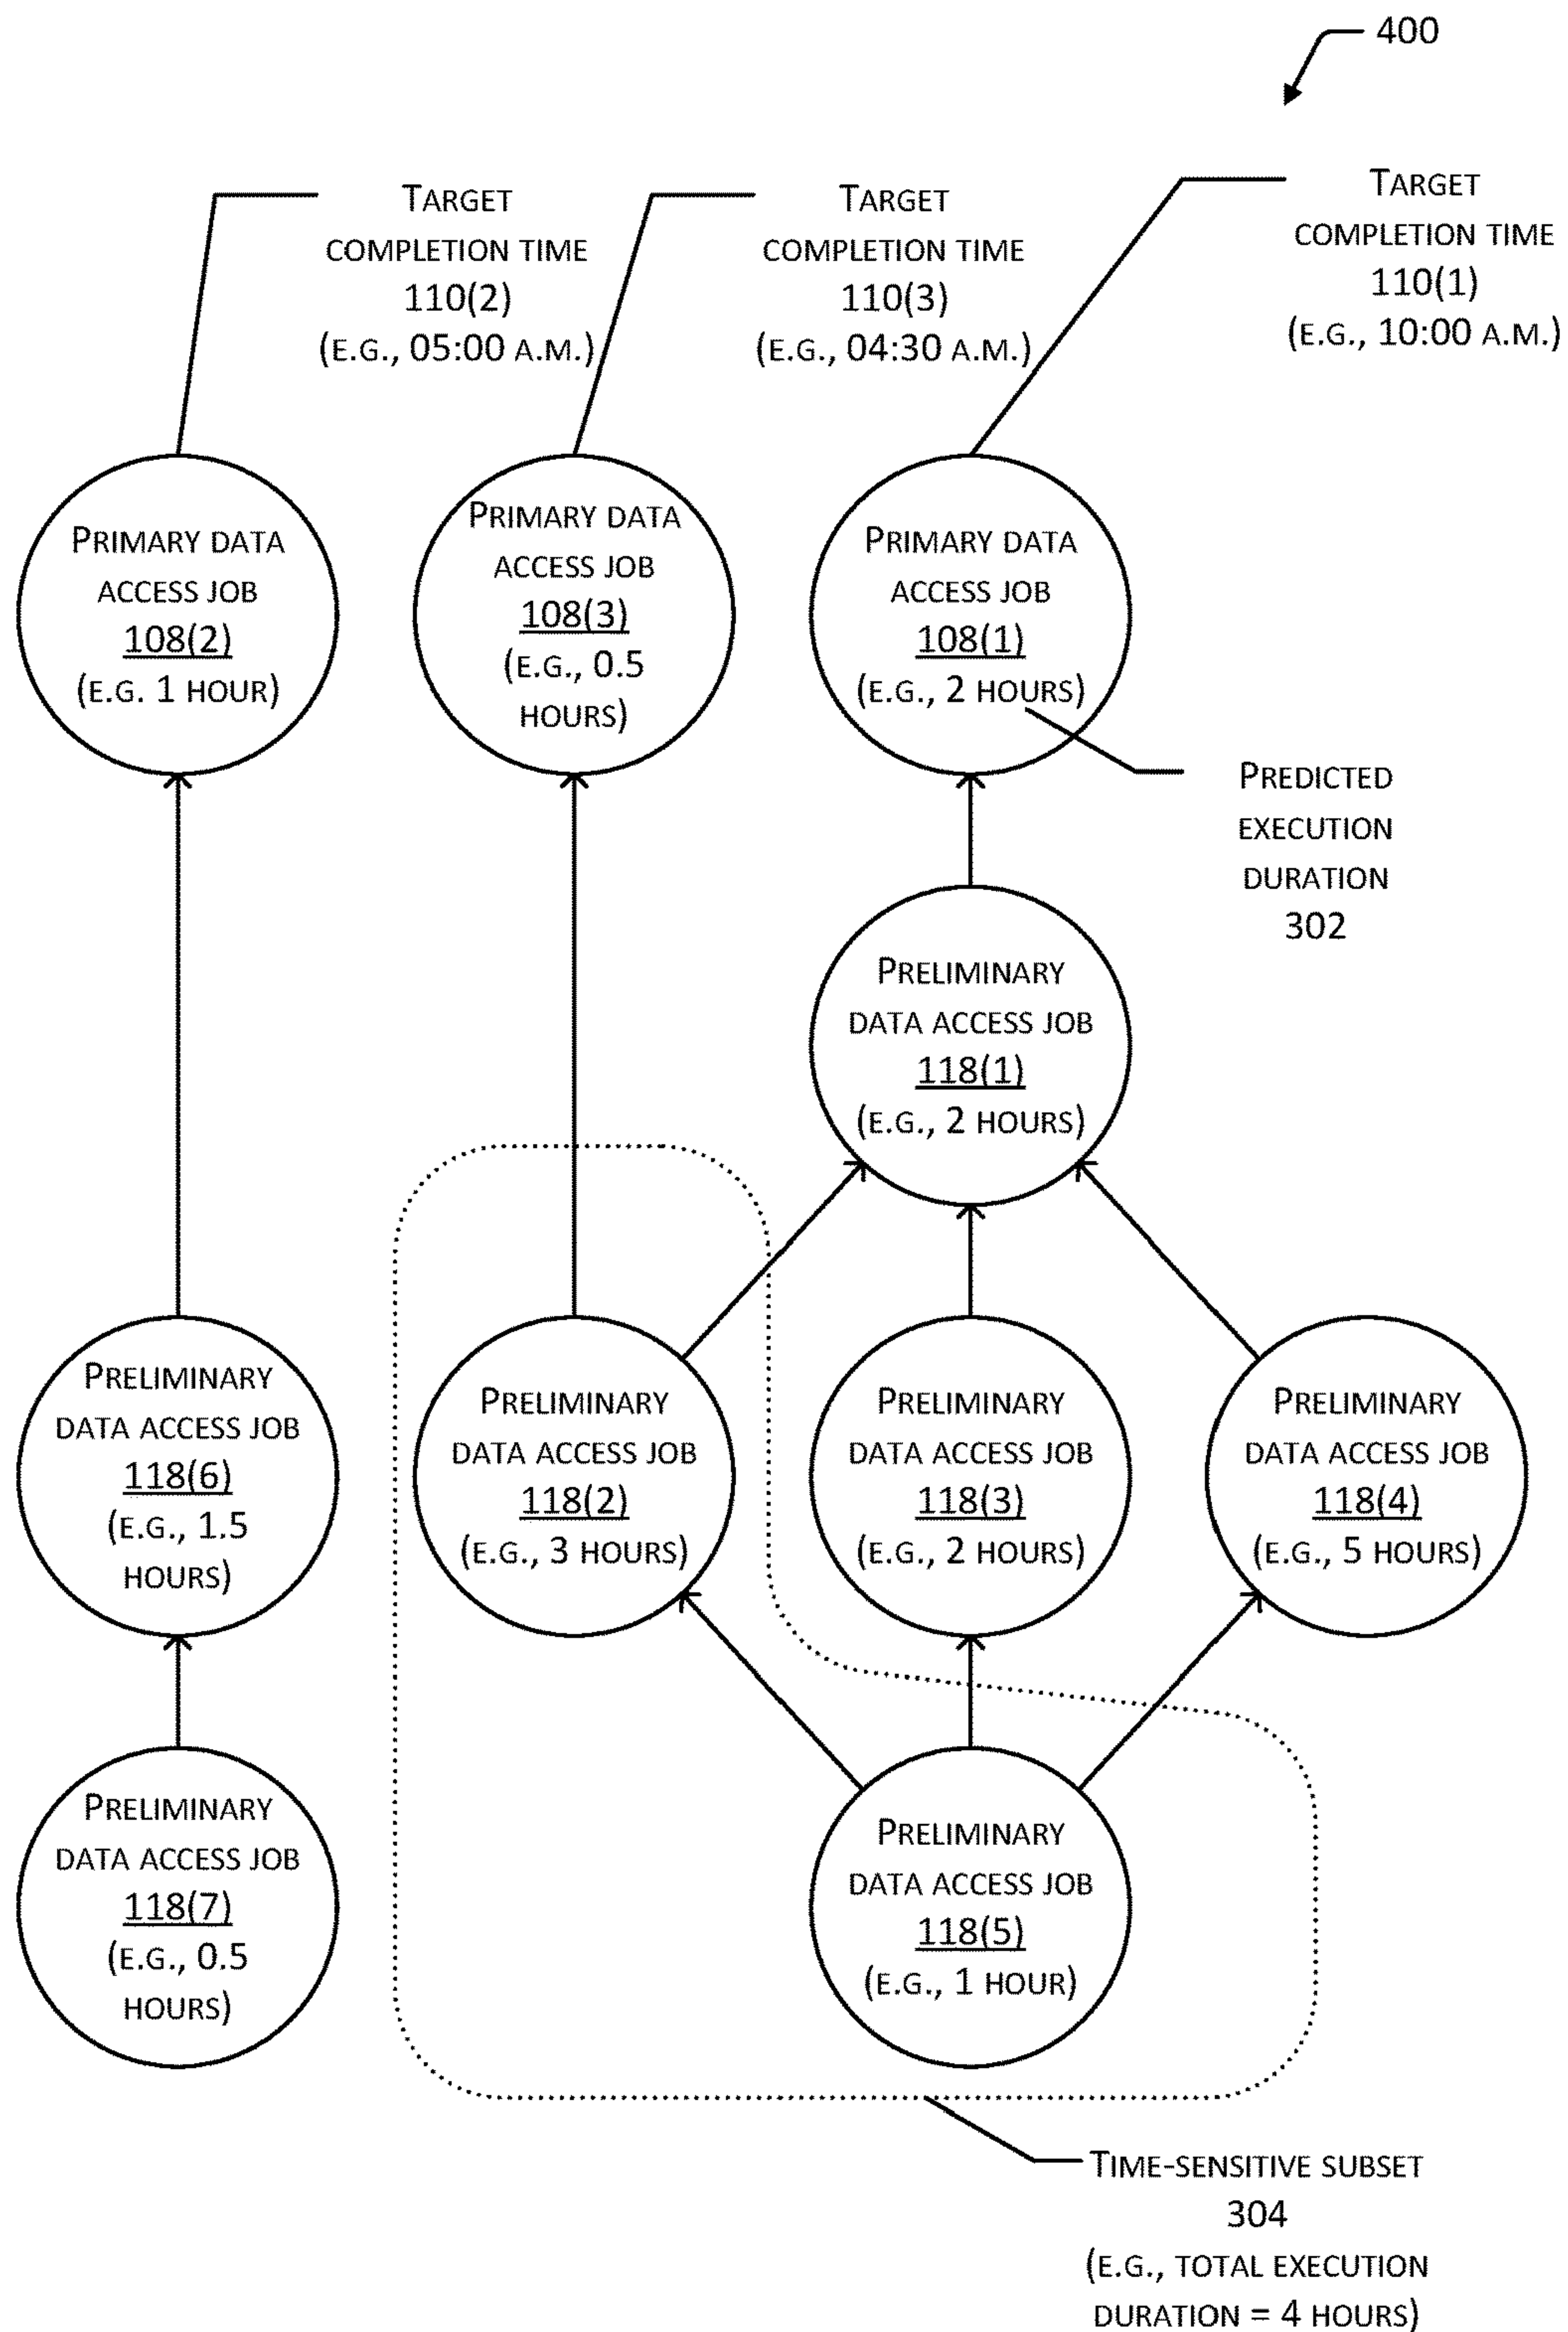 400
TARGET
COMPLETION TIME
110(2)
(E.G., 05:00 A.M.)
TARGET
COMPLETION TIME
110(3)
(E.G., 04:30 A.M.)
TARGET
COMPLETION TIME
110(1)
(E.G., 10:00 A.M.)
PRIMARY DATA
ACCESS JOB
108(2)
(E.G. 1 HOUR)
PRIMARY DATA
ACCESS JOB
108(3)
(E.G., 0.5
HOURS)
PRIMARY DATA
ACCESS JOB
108(1)
(E.G., 2 HOURS)
PREDICTED
EXECUTION
DURATION
302
PRELIMINARY
DATA ACCESS JOB
118(1)
(E.G., 2 HOURS)
PRELIMINARY
DATA ACCESS JOB
118(6)
(E.G., 1.5
HOURS)
PRELIMINARY
DATA ACCESS JOB
118(2)
(E.G., 3 HOURS)
PRELIMINARY
DATA ACCESS JOB
118(3)
(E.G., 2 HOURS)
PRELIMINARY
DATA ACCESS JOB
118(4)
(E.G., 5 HOURS)
PRELIMINARY
DATA ACCESS JOB
118(7)
(E.G., 0.5
HOURS)
PRELIMINARY
DATA ACCESS JOB
118(5)
(E.G., 1 HOUR)
TIME-SENSITIVE SUBSET
304
(E.G., TOTAL EXECUTION
DURATION = 4 HOURS)